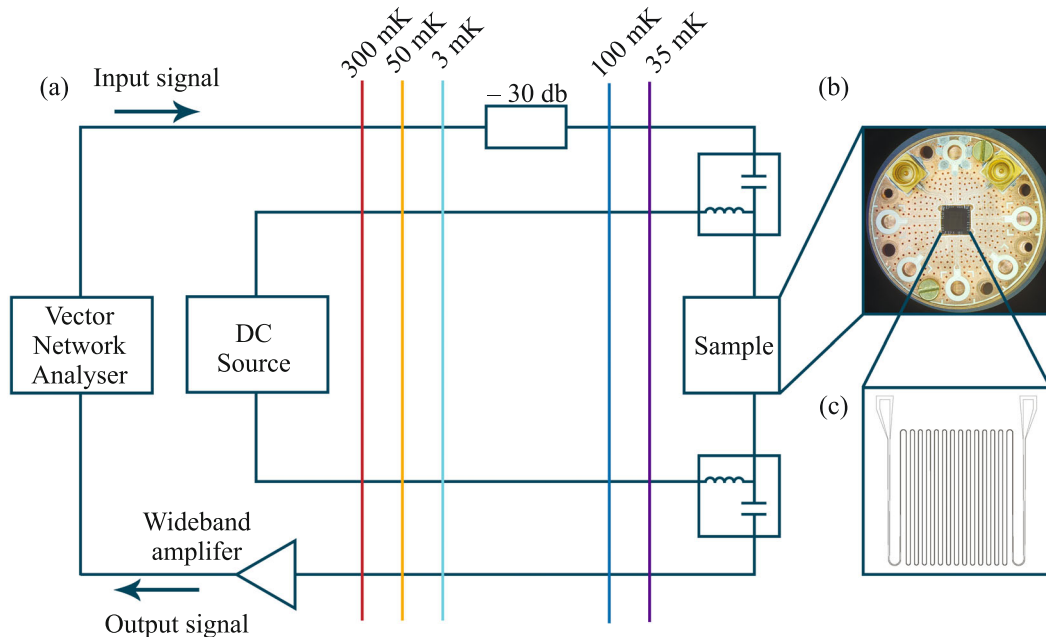 (a)
Input signal
300 mK
50 mK
3 mK
– 30 db
100 mK
35 mK
(b)
Vector
Network
Analyser
DC
Source
Sample
(c)
Wideband
amplifer
Output signal